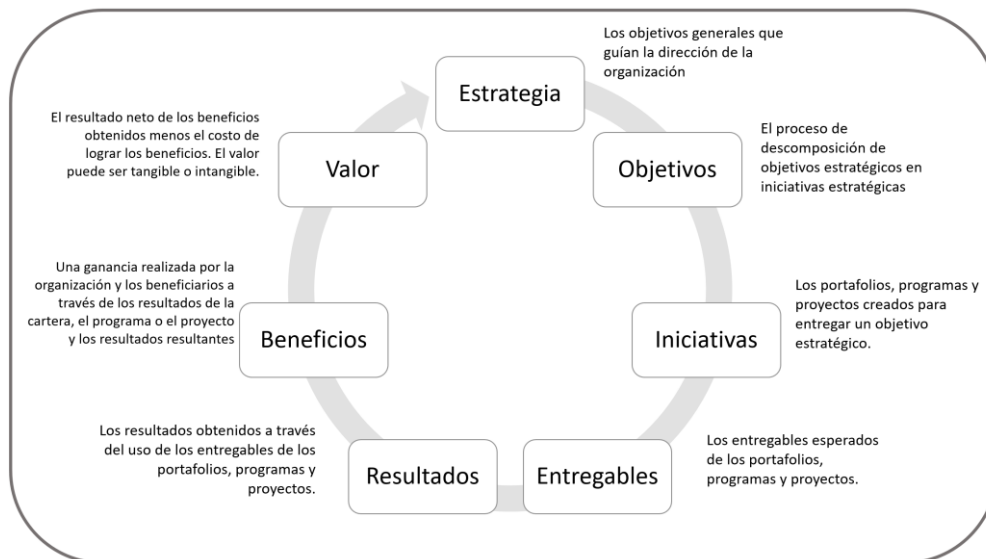 Estrategia
Los objetivos generales que
guían la dirección de la
organización
Objetivos
El proceso de
descomposición de
objetivos estratégicos en
iniciativas estratégicas
Iniciativas
Los portafolios, programas y
proyectos creados para
entregar un objetivo
estratégico.
Entregables
Los entregables esperados
de los portafolios,
programas y proyectos.
Resultados
Los resultados obtenidos a través
del uso de los entregables de los
portafolios, programas y
proyectos.
Beneficios
Una ganancia realizada por la
organización y los beneficiarios a
través de los resultados de la
cartera, el programa o el proyecto
y los resultados resultantes
Valor
El resultado neto de los beneficios
obtenidos menos el costo de
lograr los beneficios. El valor
puede ser tangible o intangible.